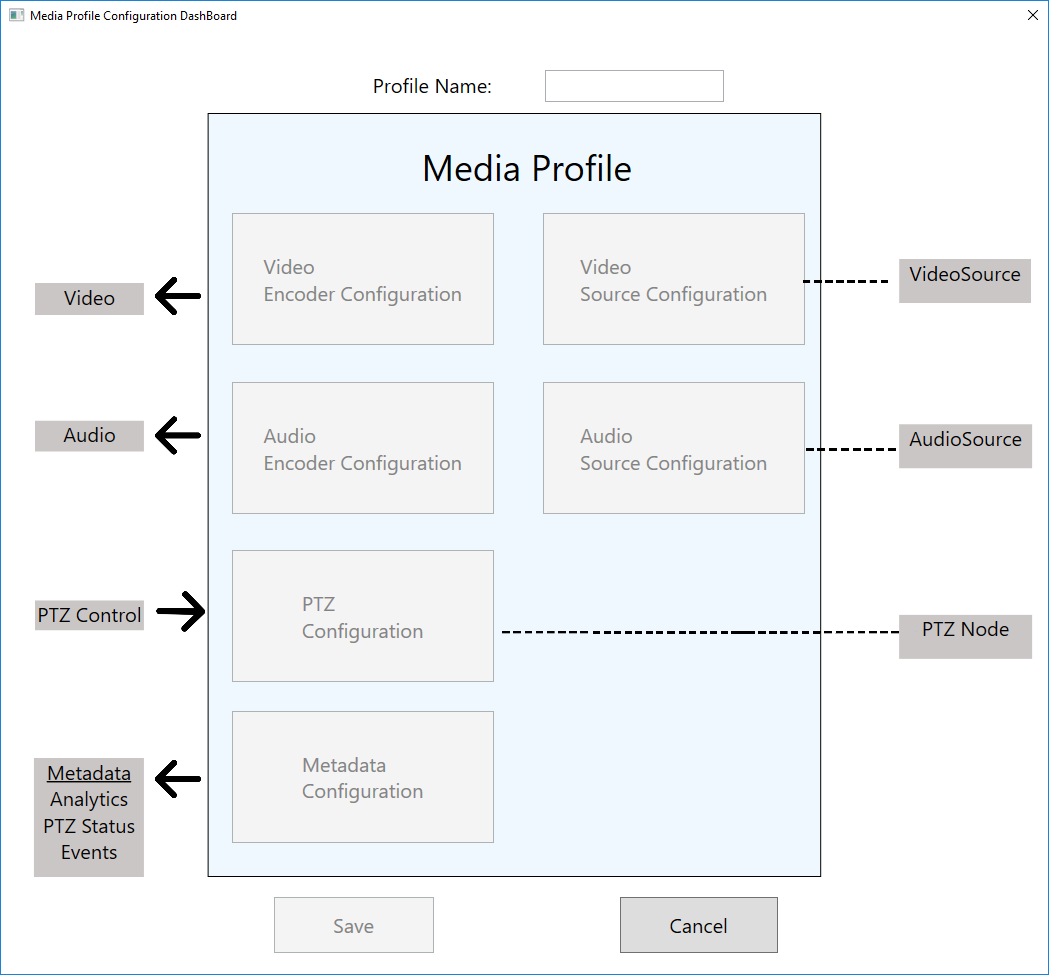 Media Profile Configuration DashBoard
Profile Name:
Media Profile
Video
Encoder Configuration
Video
Source Configuration
Video
VideoSource
Audio
Encoder Configuration
Audio
Source Configuration
Audio
AudioSource
PTZ
Configuration
PTZ Control
PTZ Node
Metadata
Configuration
Metadata
Analytics
PTZ Status
Events
Save
Cancel